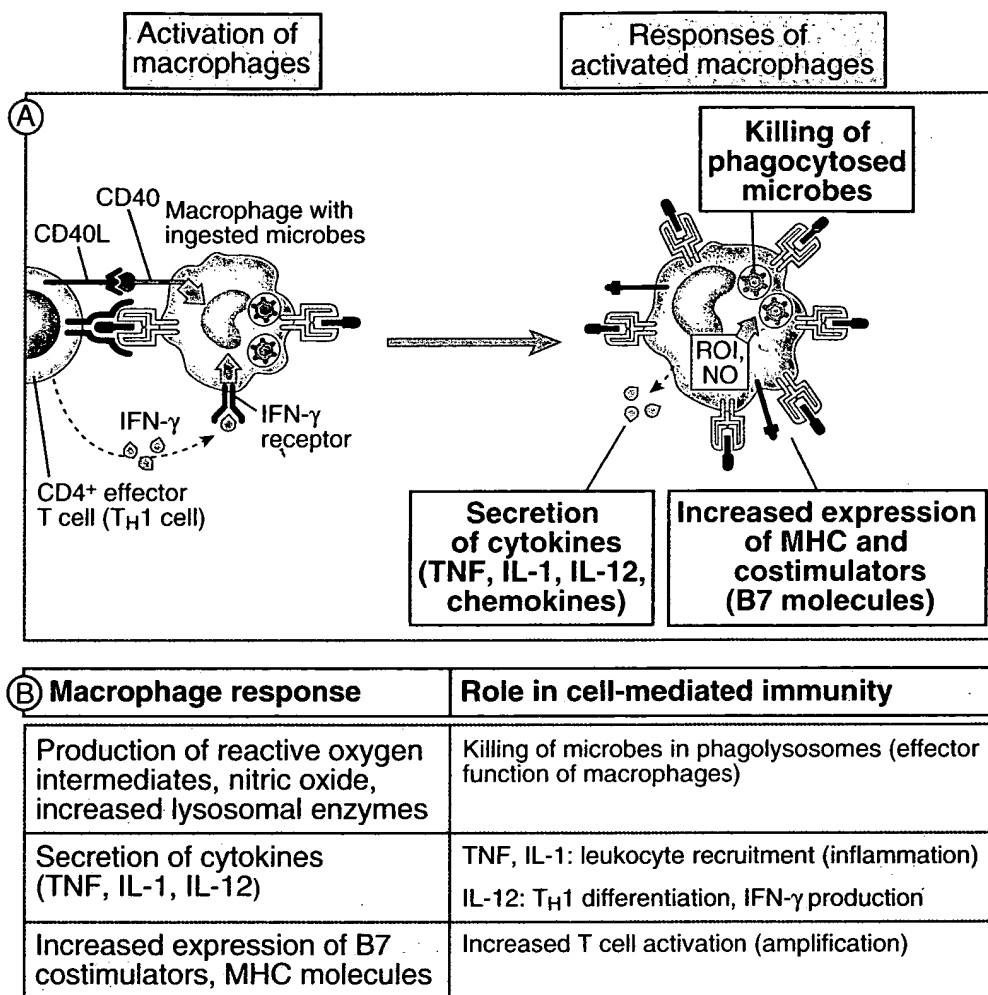 Activation of
macrophages
Responses of
activated macrophages
A
Killing of
phagocytosed
microbes
CD40
Macrophage with
ingested microbes
CD40L
ROI,
NO
IFN-γ
IFN-γ
receptor
CD4+ effector
T cell (TH1 cell)
Secretion
of cytokines
(TNF, IL-1, IL-12,
chemokines)
Increased expression
of MHC and
costimulators
(B7 molecules)
B
Macrophage response
Role in cell-mediated immunity
Production of reactive oxygen
intermediates, nitric oxide,
increased lysosomal enzymes
Killing of microbes in phagolysosomes (effector
function of macrophages)
Secretion of cytokines
(TNF, IL-1, IL-12)
TNF, IL-1: leukocyte recruitment (inflammation)
IL-12: TH1 differentiation, IFN-γ production
Increased expression of B7
costimulators, MHC molecules
Increased T cell activation (amplification)